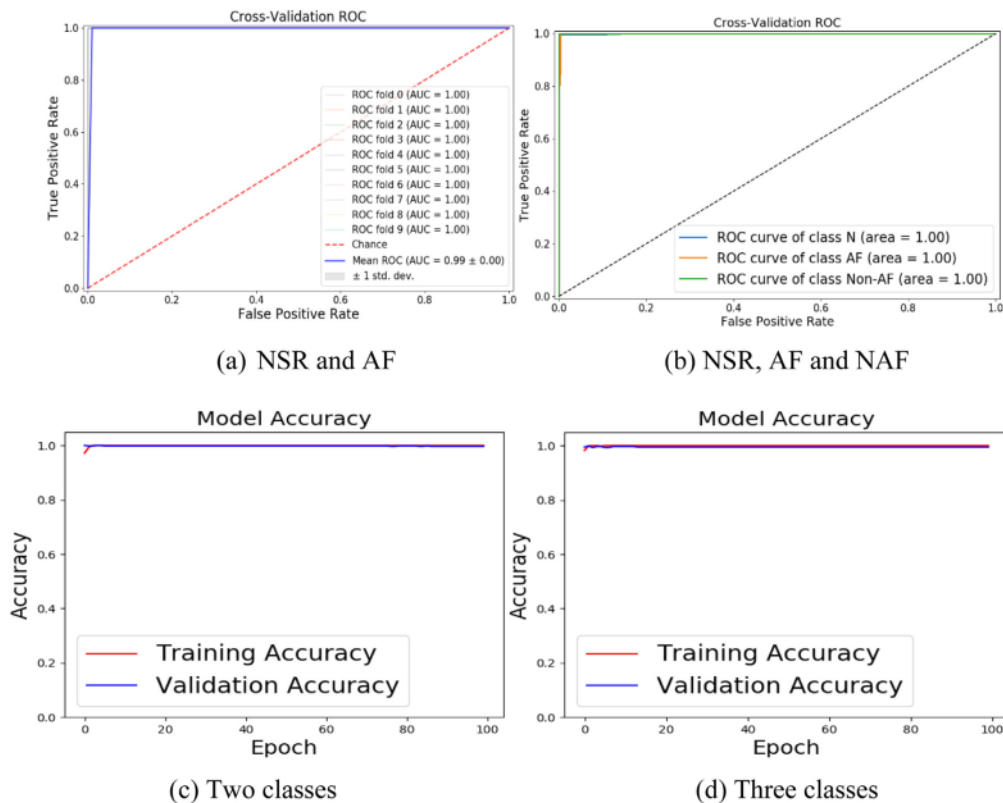 Cross-Validation ROC
1.0
0.8
0.6
0.4
0.2
0.0
True Positive Rate
0.0 0.2 0.4 0.6 0.8 1.0
False Positive Rate
ROC fold 0 (AUC = 1.00)
ROC fold 1 (AUC = 1.00)
ROC fold 2 (AUC = 1.00)
ROC fold 3 (AUC = 1.00)
ROC fold 4 (AUC = 1.00)
ROC fold 5 (AUC = 1.00)
ROC fold 6 (AUC = 1.00)
ROC fold 7 (AUC = 1.00)
ROC fold 8 (AUC = 1.00)
ROC fold 9 (AUC = 1.00)
Chance
Mean ROC (AUC = 0.99 ± 0.00)
± 1 std. dev.
(a) NSR and AF
Cross-Validation ROC
1.0
0.8
0.6
0.4
0.2
0.0
True Positive Rate
0.0 0.2 0.4 0.6 0.8 1.0
False Positive Rate
ROC curve of class N (area = 1.00)
ROC curve of class AF (area = 1.00)
ROC curve of class Non-AF (area = 1.00)
(b) NSR, AF and NAF
Model Accuracy
1.0
0.8
0.6
0.4
0.2
0.0
Accuracy
0 20 40 60 80 100
Epoch
Training Accuracy
Validation Accuracy
(c) Two classes
Model Accuracy
1.0
0.8
0.6
0.4
0.2
0.0
Accuracy
0 20 40 60 80 100
Epoch
Training Accuracy
Validation Accuracy
(d) Three classes